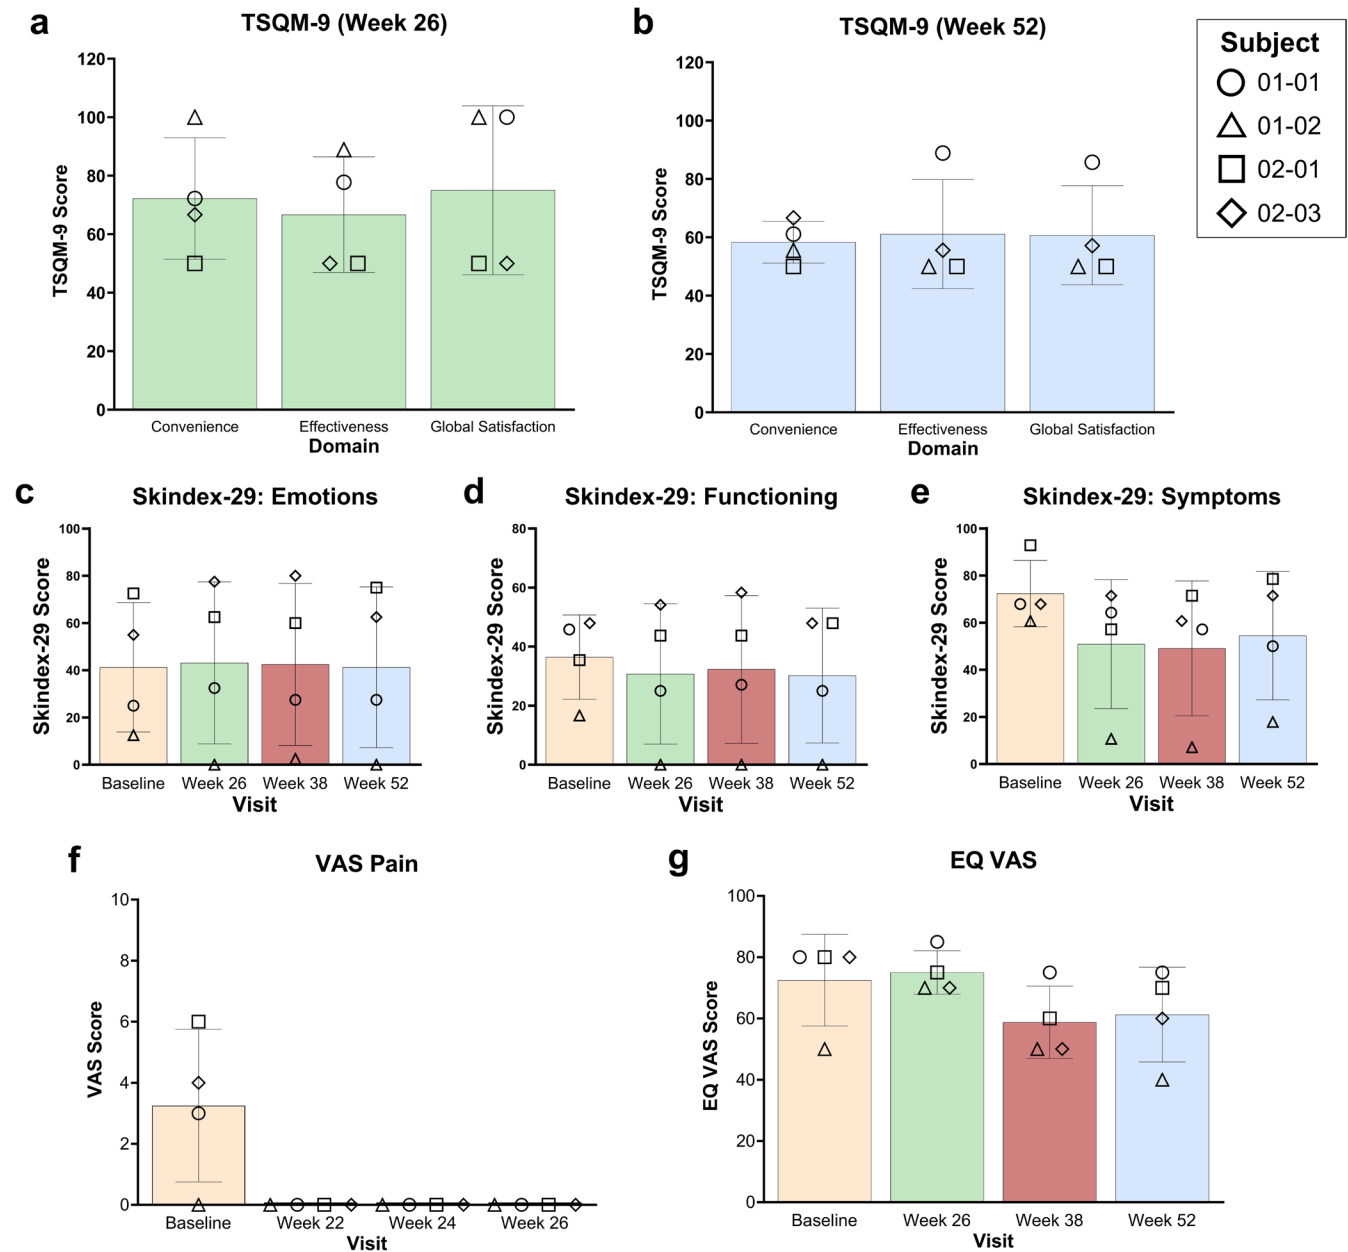 a
TSQM-9 (Week 26)
TSQM-9 Score
120
100
80
60
40
20
0
Convenience
Effectiveness
Global Satisfaction
Domain
b
TSQM-9 (Week 52)
TSQM-9 Score
120
100
80
60
40
20
0
Convenience
Effectiveness
Global Satisfaction
Domain
Subject
01-01
01-02
02-01
02-03
c
Skindex-29: Emotions
Skindex-29 Score
100
80
60
40
20
0
Baseline
Week 26
Week 38
Week 52
Visit
d
Skindex-29: Functioning
Skindex-29 Score
80
60
40
20
0
Baseline
Week 26
Week 38
Week 52
Visit
e
Skindex-29: Symptoms
Skindex-29 Score
100
80
60
40
20
0
Baseline
Week 26
Week 38
Week 52
Visit
f
VAS Pain
VAS Score
10
8
6
4
2
0
Baseline
Week 22
Week 24
Week 26
Visit
g
EQ VAS
EQ VAS Score
100
80
60
40
20
0
Baseline
Week 26
Week 38
Week 52
Visit